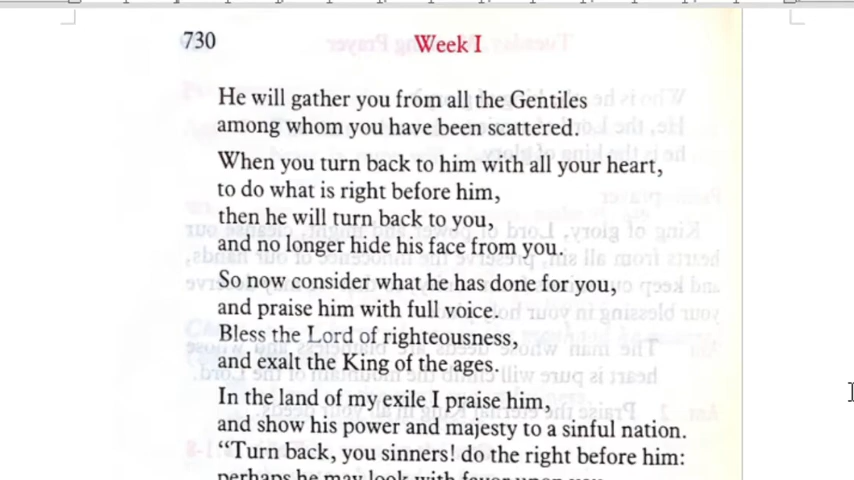 730
Week I
He will gather you from all the Gentiles
among whom you have been scattered.
When you turn back to him with all your heart,
to do what is right before him,
then he will turn back to you,
and no longer hide his face from you.
So now consider what he has done for you,
and praise him with full voice.
Bless the Lord of righteousness,
and exalt the King of the ages.
In the land of my exile I praise him,
and show his power and majesty to a sinful nation.
“Turn back, you sinners! do the right before him:
perhaps he may look with favor upon you